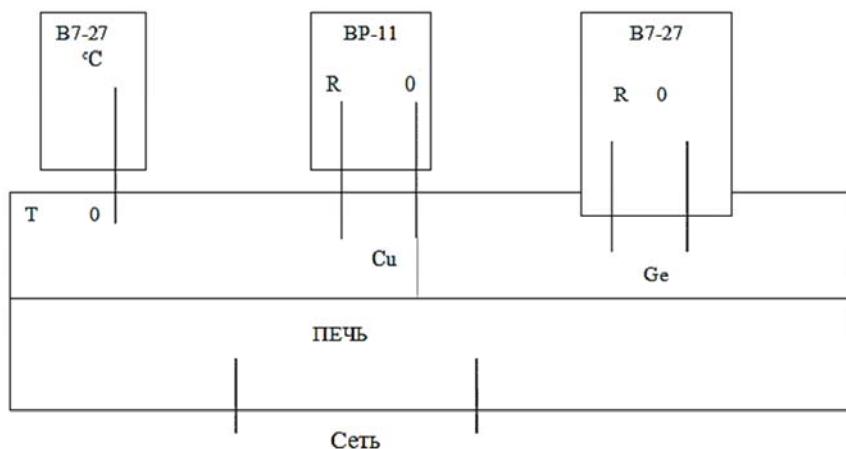 В7-27
°С
ВР-11
R 0
В7-27
R 0
Т 0
Cu
Ge
ПЕЧЬ
Сеть